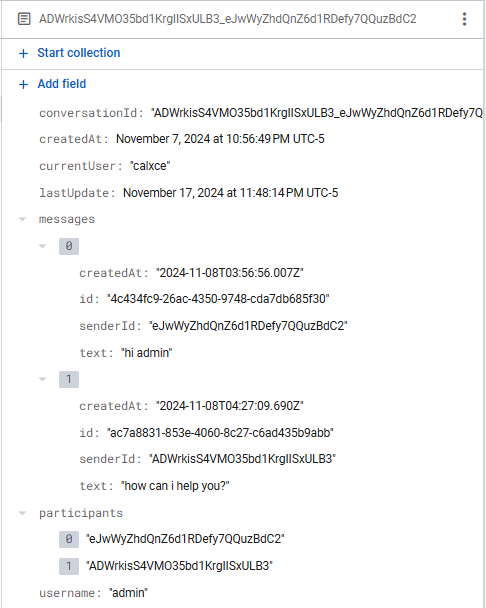 ADWrkisS4VMO35bd1KrglISxULB3_eJwWyZhdQnZ6d1RDefy7QQuzBdC2
+ Start collection
+ Add field
conversationId: "ADWrkisS4VMO35bd1KrglISxULB3_eJwWyZhdQnZ6d1RDefy7Q
createdAt: November 7, 2024 at 10:56:49 PM UTC-5
currentUser: "calxce"
lastUpdate: November 17, 2024 at 11:48:14 PM UTC-5
messages
0
createdAt: "2024-11-08T03:56:56.007Z"
id: "4c434fc9-26ac-4350-9748-cda7db685f30"
senderId: "eJwWyZhdQnZ6d1RDefy7QQuzBdC2"
text: "hi admin"
1
createdAt: "2024-11-08T04:27:09.690Z"
id: "ac7a8831-853e-4060-8c27-c6ad435b9abb"
senderId: "ADWrkisS4VMO35bd1KrglISxULB3"
text: "how can i help you?"
participants
0 "eJwWyZhdQnZ6d1RDefy7QQuzBdC2"
1 "ADWrkisS4VMO35bd1KrglISxULB3"
username: "admin"